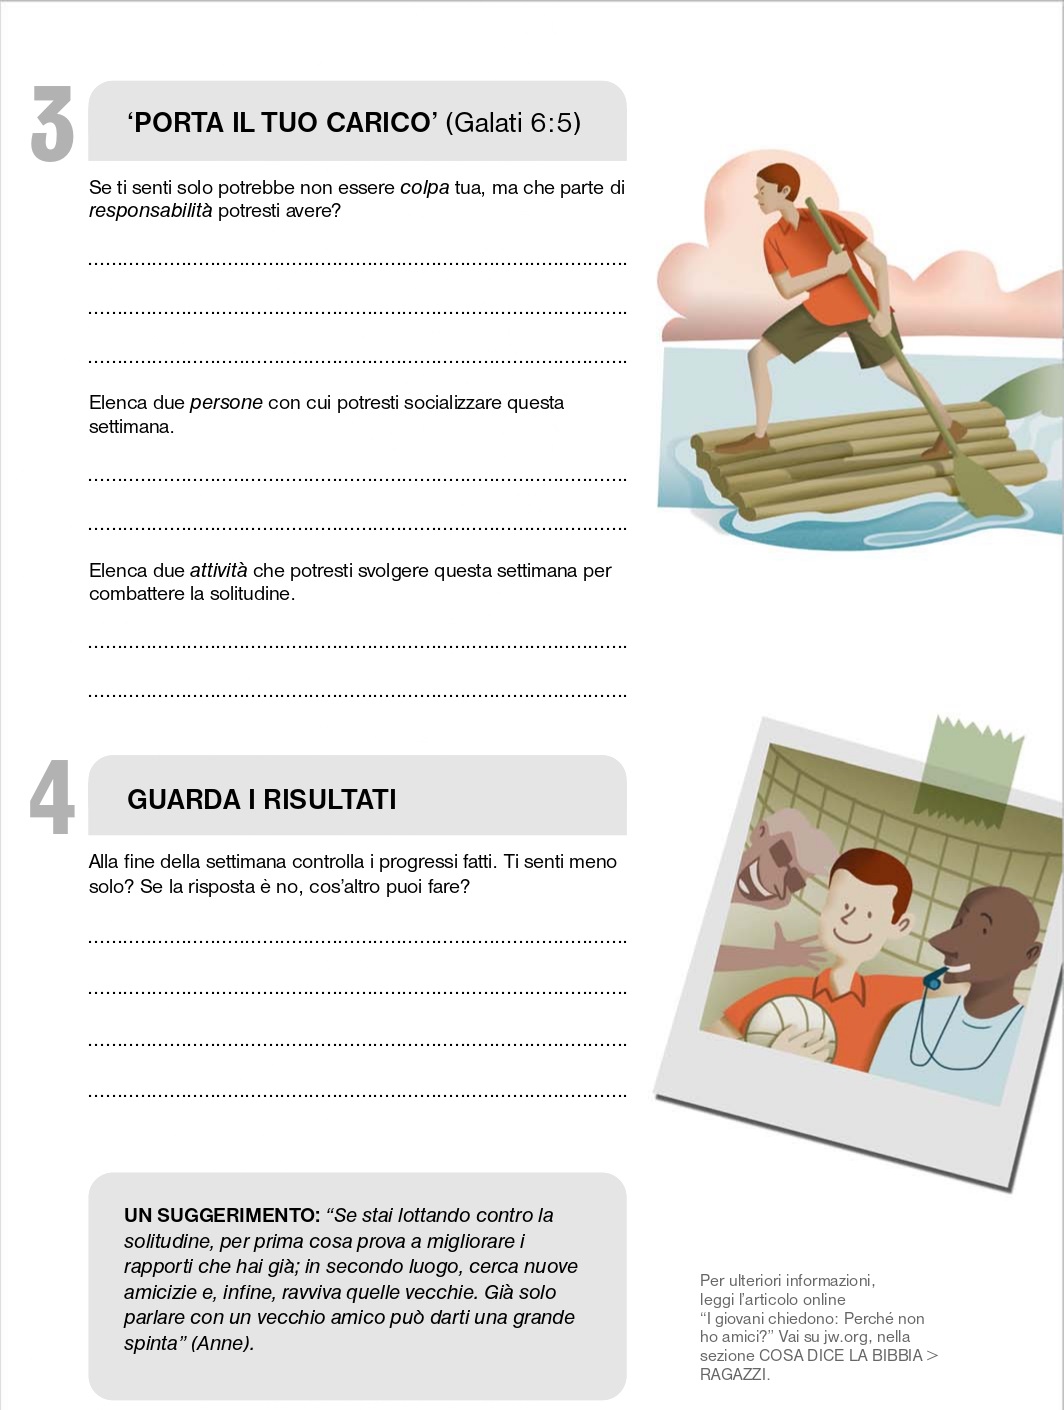 3
‘PORTA IL TUO CARICO’ (Galati 6:5)
Se ti senti solo potrebbe non essere colpa tua, ma che parte di
responsabilità potresti avere?
Elenca due persone con cui potresti socializzare questa
settimana.
Elenca due attività che potresti svolgere questa settimana per
combattere la solitudine.
4
GUARDA I RISULTATI
Alla fine della settimana controlla i progressi fatti. Ti senti meno
solo? Se la risposta è no, cos’altro puoi fare?
UN SUGGERIMENTO: “Se stai lottando contro la
solitudine, per prima cosa prova a migliorare i
rapporti che hai già; in secondo luogo, cerca nuove
amicizie e, infine, ravviva quelle vecchie. Già solo
parlare con un vecchio amico può darti una grande
spinta” (Anne).
Per ulteriori informazioni,
leggi l’articolo online
“I giovani chiedono: Perché non
ho amici?” Vai su jw.org, nella
sezione COSA DICE LA BIBBIA >
RAGAZZI.